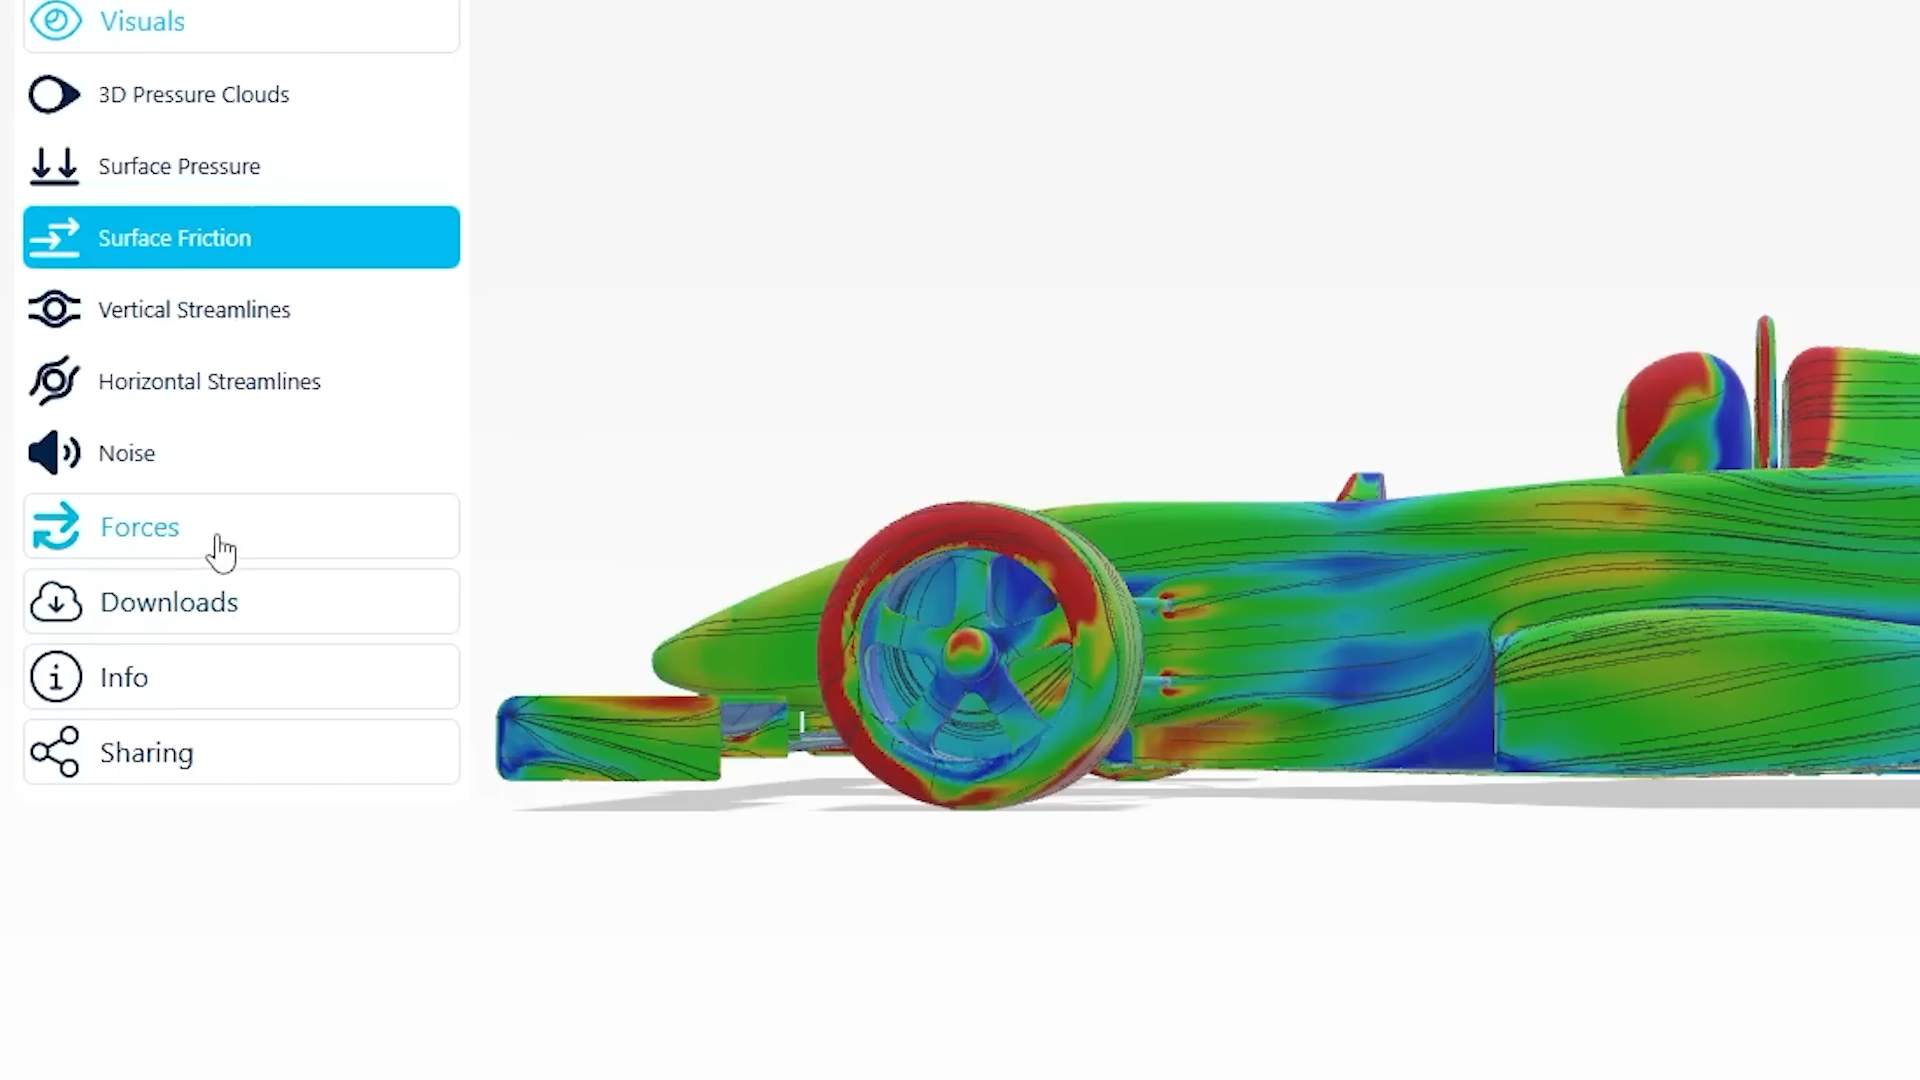 Visuals
3D Pressure Clouds
Surface Pressure
Surface Friction
Vertical Streamlines
Horizontal Streamlines
Noise
Forces
Downloads
Info
Sharing